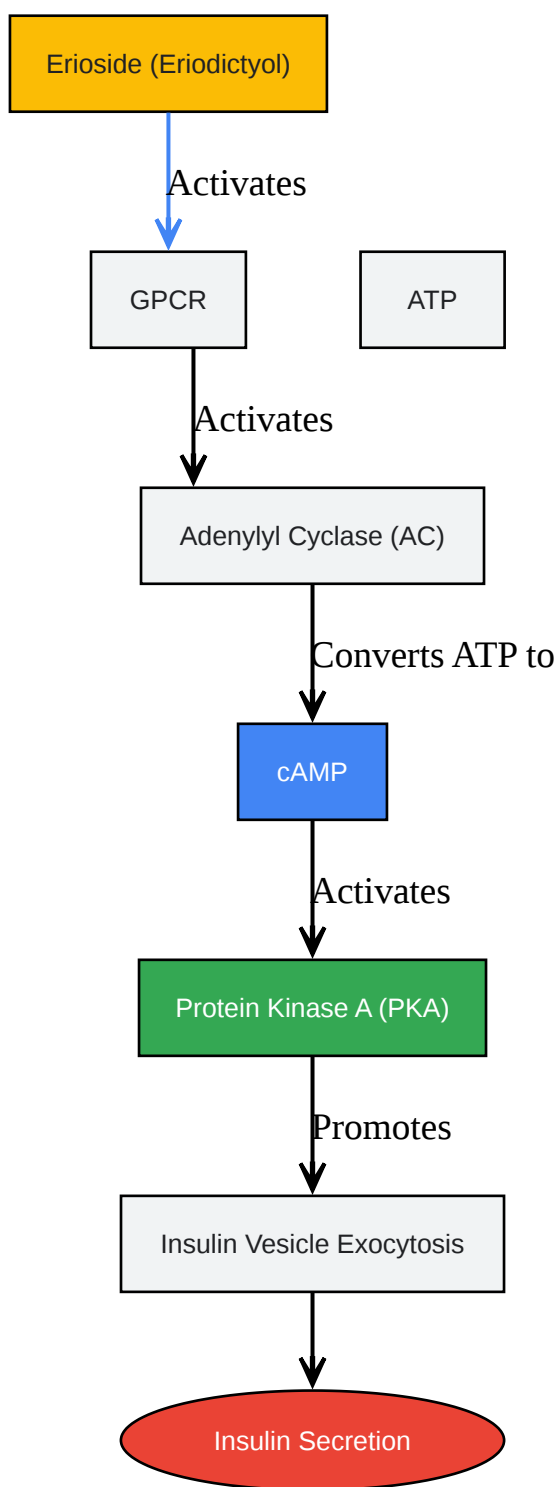 Erioside (Eriodictyol)
Activates
GPCR
ATP
Activates
Adenylyl Cyclase (AC)
Converts ATP to
cAMP
Activates
Protein Kinase A (PKA)
Promotes
Insulin Vesicle Exocytosis
Insulin Secretion